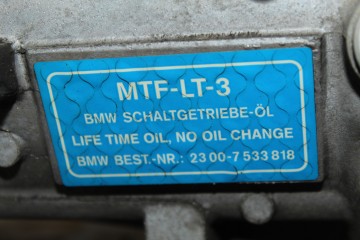 MTF-LT-3
BMW SCHALTGETRIEBE-ÖL
LIFE TIME OIL, NO OIL CHANGE
BMW BEST.-NR.: 23 00-7 533 818